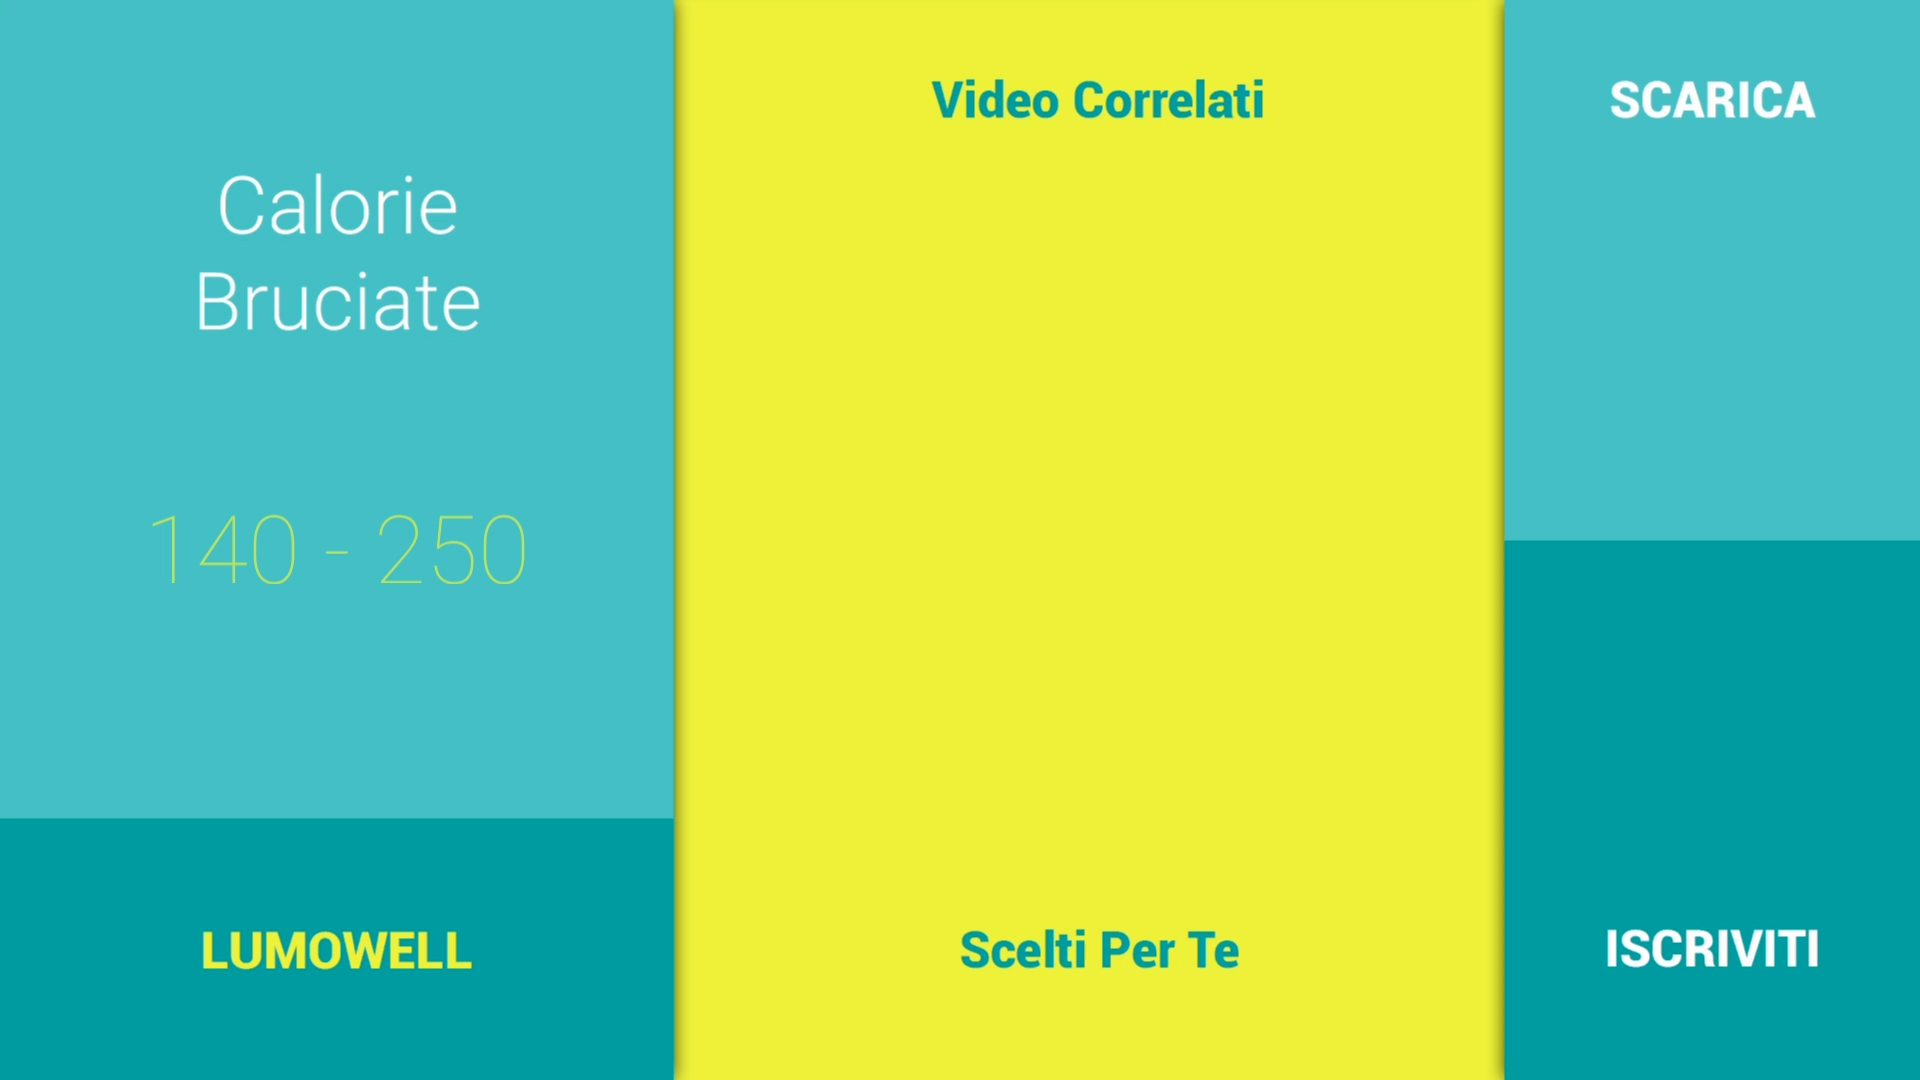 Calorie
Bruciate
140 - 250
LUMOWELL
Video Correlati
Scelti Per Te
SCARICA
ISCRIVITI